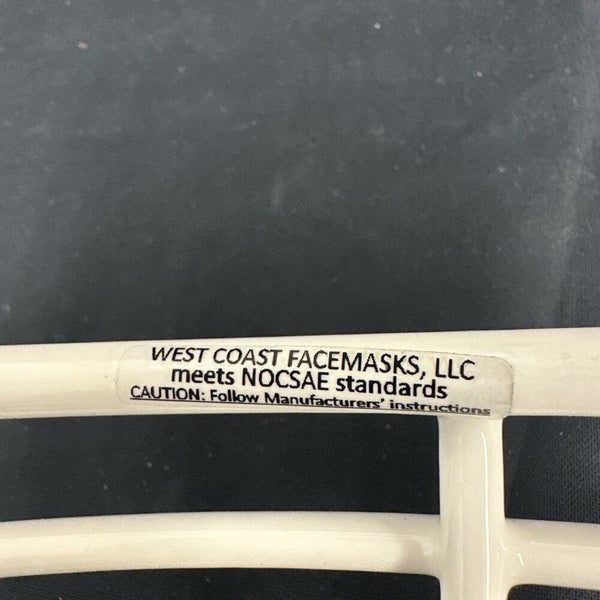 WEST COAST FACEMASKS, LLC
meets NOCSAE standards
CAUTION: Follow Manufacturers' instructions